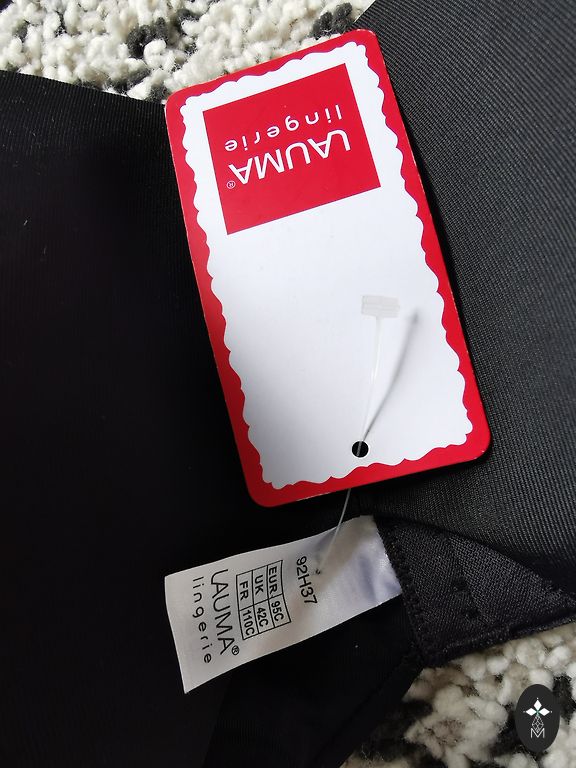 LAUMA®
lingerie
92H37
EUR 95C
UK 42C
FR 110C
LAUMA®
lingerie
M